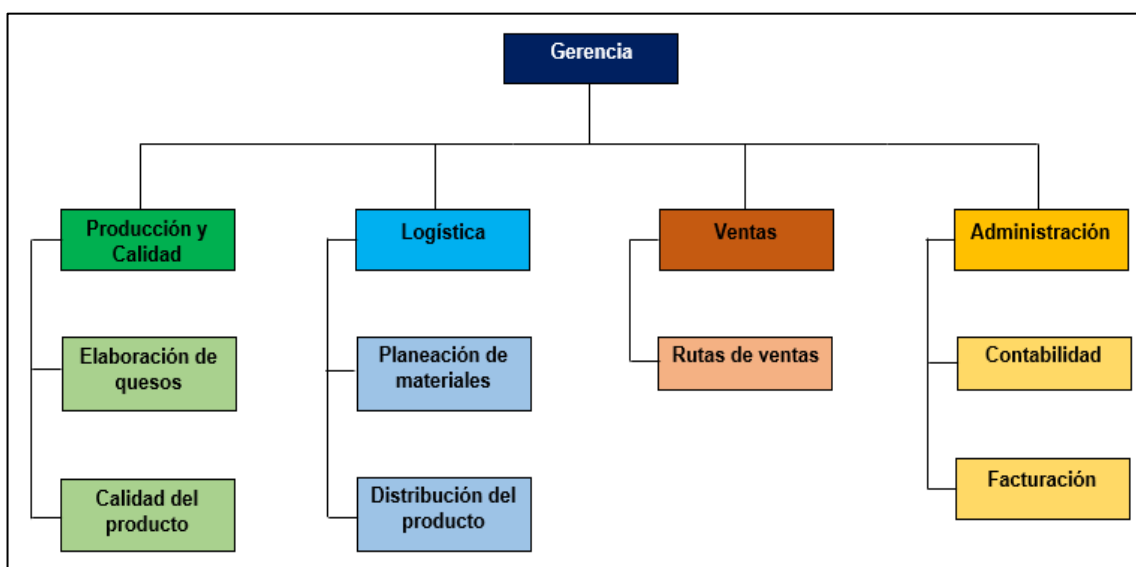 Gerencia
Producción y
Calidad
Logística
Ventas
Administración
Elaboración de
quesos
Planeación de
materiales
Rutas de ventas
Contabilidad
Calidad del
producto
Distribución del
producto
Facturación